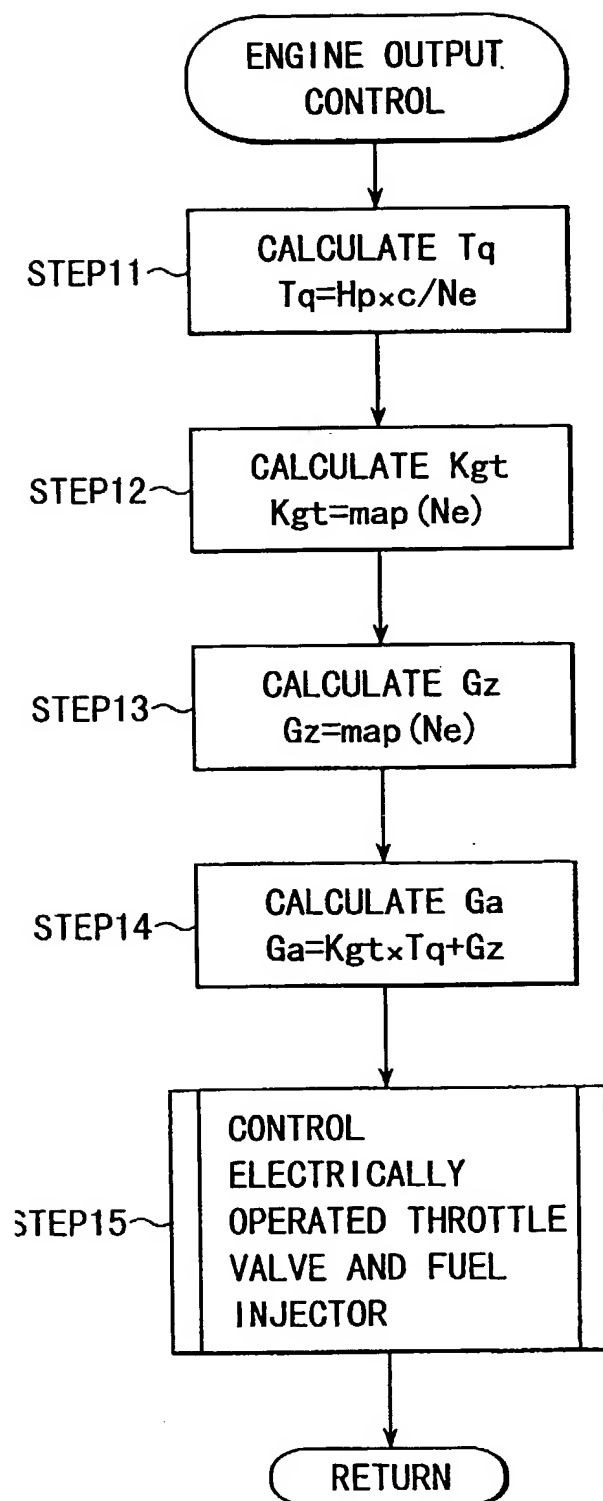 ENGINE OUTPUT
CONTROL
STEP11
CALCULATE Tq
Tq=Hp×c/Ne
STEP12
CALCULATE Kgt
Kgt=map(Ne)
STEP13
CALCULATE Gz
Gz=map(Ne)
STEP14
CALCULATE Ga
Ga=Kgt×Tq+Gz
STEP15
CONTROL
ELECTRICALLY
OPERATED THROTTLE
VALVE AND FUEL
INJECTOR
RETURN